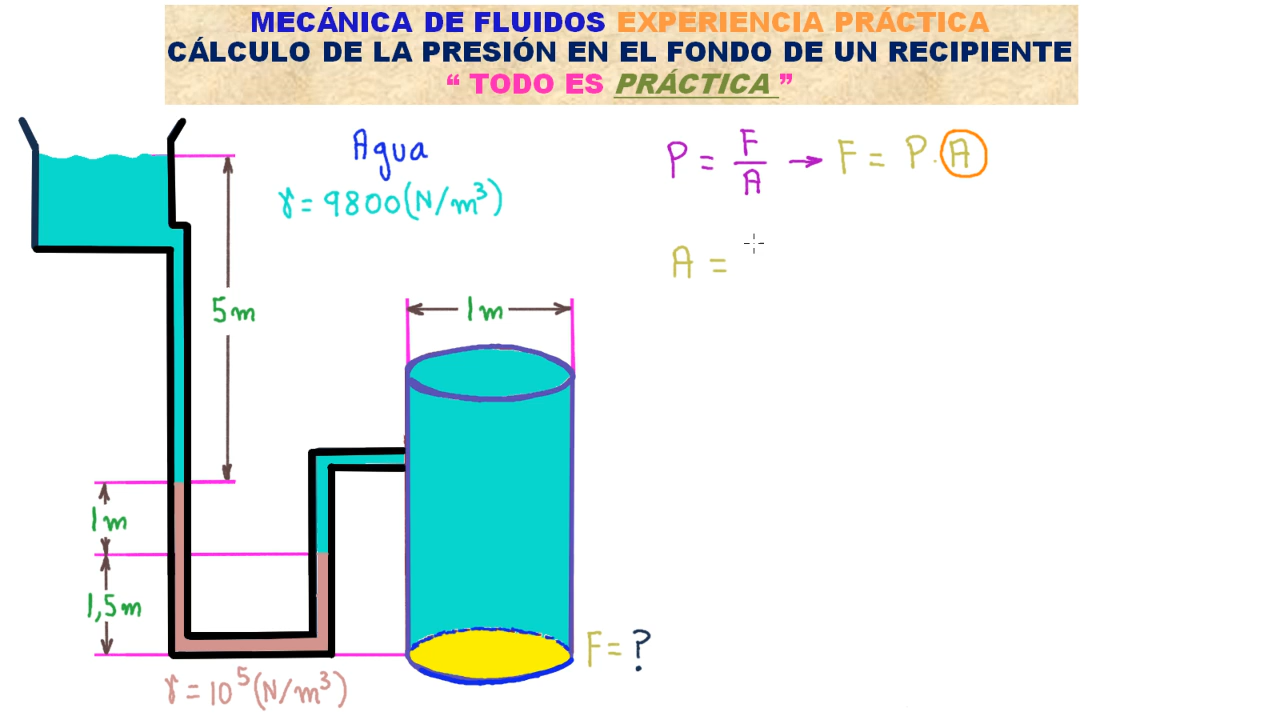 MECÁNICA DE FLUIDOS EXPERIENCIA PRÁCTICA
CÁLCULO DE LA PRESIÓN EN EL FONDO DE UN RECIPIENTE
“ TODO ES PRÁCTICA ”
Agua
γ = 9800(N/m³)
P = F/A → F = P.A
A =
5m
1m
1m
1,5m
F = ?
γ = 10⁵(N/m³)